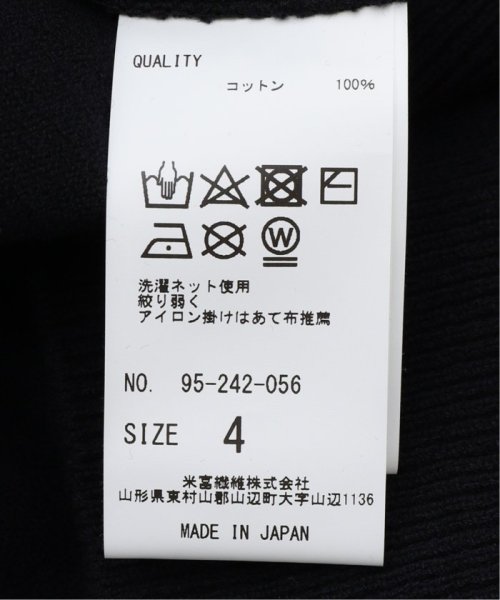 QUALITY
コットン 100%
W
洗濯ネット使用
絞り弱く
アイロン掛けはあて布推薦
NO. 95-242-056
SIZE 4
米富繊維株式会社
山形県東村山郡山辺町大字山辺1136
MADE IN JAPAN